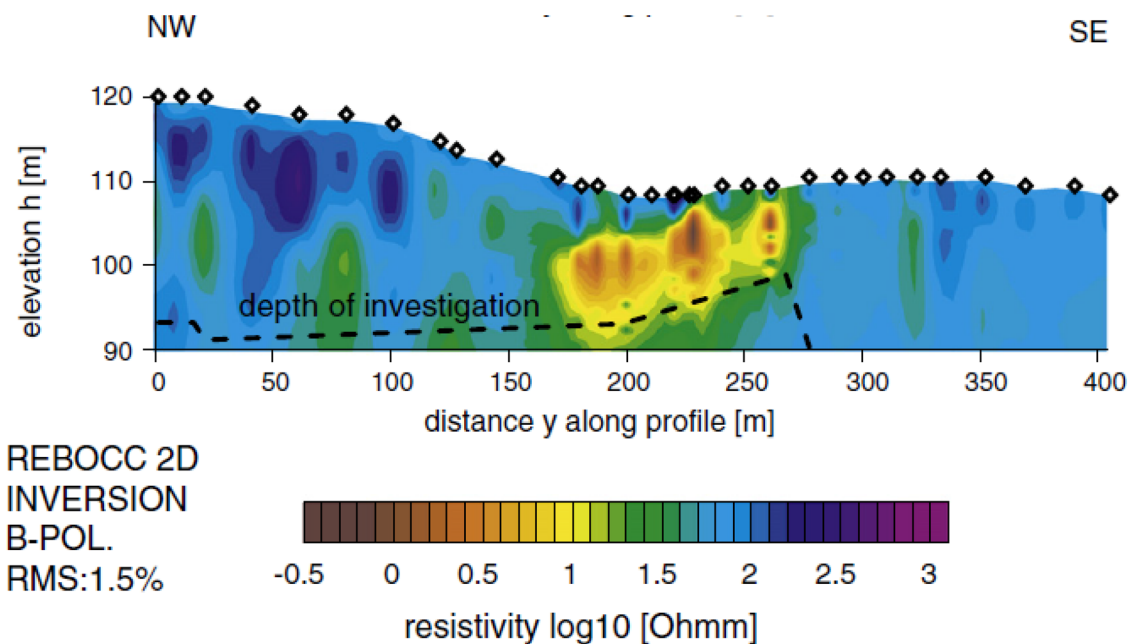 NW
SE
120
110
100
90
elevation h [m]
depth of investigation
0 50 100 150 200 250 300 350 400
distance y along profile [m]
REBOCC 2D
INVERSION
B-POL.
RMS:1.5%
-0.5 0 0.5 1 1.5 2 2.5 3
resistivity log10 [Ohmm]